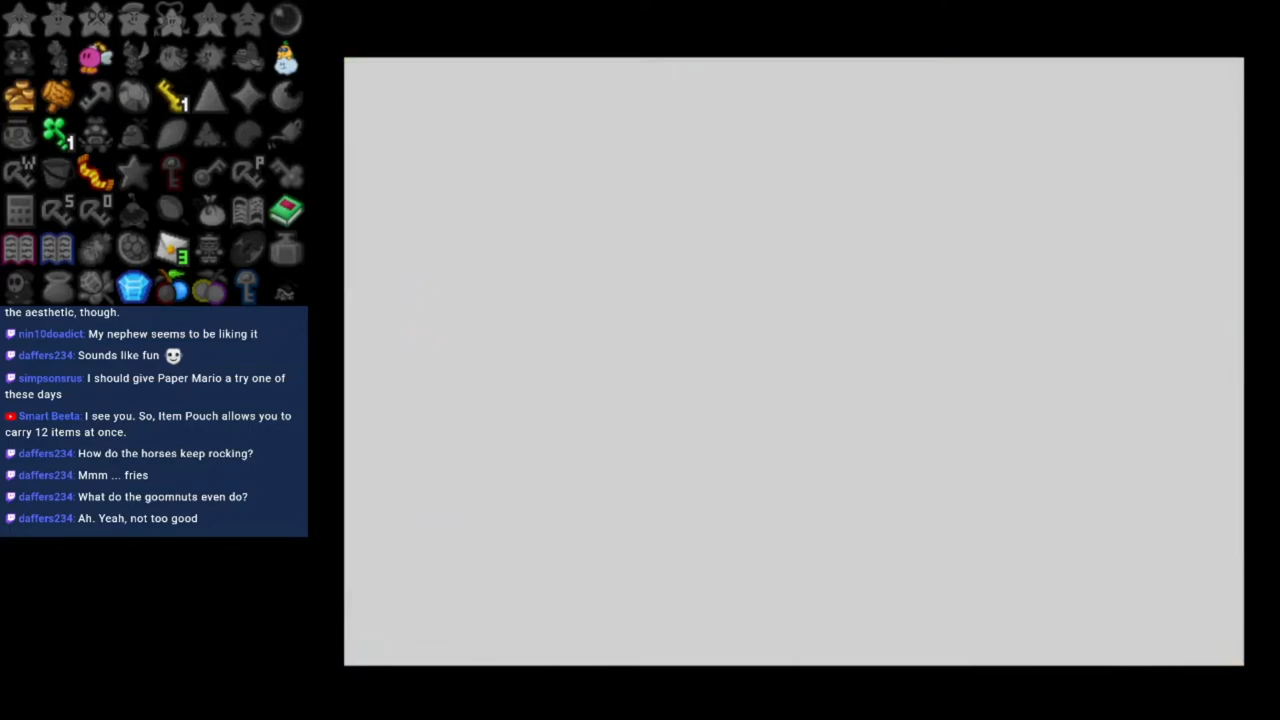 1
1
W
P
S
O
3
the aesthetic, though.
nin10doadict: My nephew seems to be liking it
daffers234: Sounds like fun
simpsonsrus: I should give Paper Mario a try one of
these days
Smart Beeta: I see you. So, Item Pouch allows you to
carry 12 items at once.
daffers234: How do the horses keep rocking?
daffers234: Mmm ... fries
daffers234: What do the goomnuts even do?
daffers234: Ah. Yeah, not too good